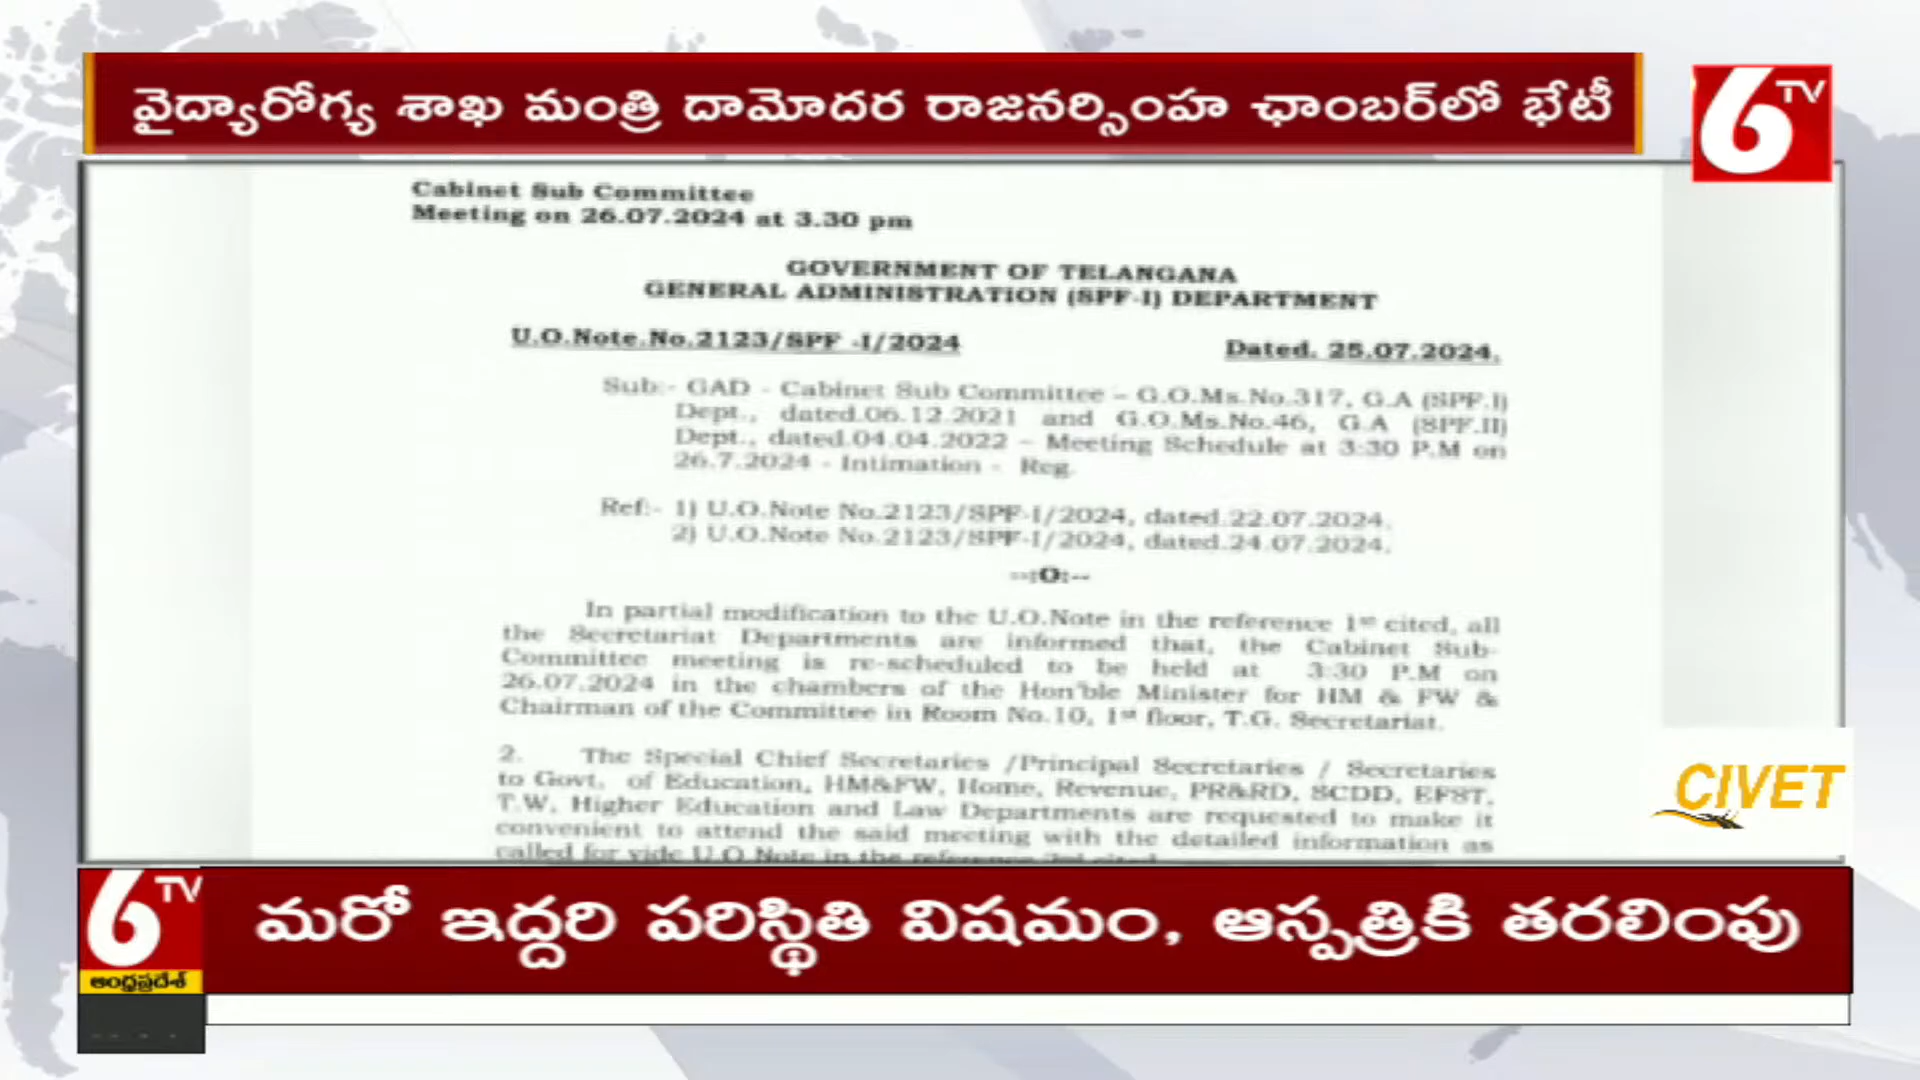 వైద్యారోగ్య శాఖ మంత్రి దామోదర రాజనర్సింహ ఛాంబర్‌లో భేటీ
6TV
Cabinet Sub Committee
Meeting on 26.07.2024 at 3.30 pm
GOVERNMENT OF TELANGANA
GENERAL ADMINISTRATION (SPF-I) DEPARTMENT
U.O.Note.No.2123/SPF -I/2024 Dated. 25.07.2024.
Sub:- GAD - Cabinet Sub Committee – G.O.Ms.No.317, G.A (SPF.I)
Dept., dated.06.12.2021 and G.O.Ms.No.46, G.A (SPF.II)
Dept., dated.04.04.2022 – Meeting Schedule at 3:30 P.M on
26.7.2024 - Intimation - Reg.
Ref:- 1) U.O.Note No.2123/SPF-I/2024, dated.22.07.2024.
2) U.O.Note No.2123/SPF-I/2024, dated.24.07.2024.
--:O:--
In partial modification to the U.O.Note in the reference 1st cited, all
the Secretariat Departments are informed that, the Cabinet Sub-
Committee meeting is re-scheduled to be held at 3:30 P.M on
26.07.2024 in the chambers of the Hon'ble Minister for HM & FW &
Chairman of the Committee in Room No.10, 1st floor, T.G. Secretariat.
2. The Special Chief Secretaries /Principal Secretaries / Secretaries
to Govt, of Education, HM&FW, Home, Revenue, PR&RD, SCDD, EFST,
T.W, Higher Education and Law Departments are requested to make it
convenient to attend the said meeting with the detailed information as
called for vide U.O.Note in the reference 2nd cited.
CIVET
6TV
ఆంధ్రప్రదేశ్
మరో ఇద్దరి పరిస్థితి విషమం, ఆస్పత్రికి తరలింపు